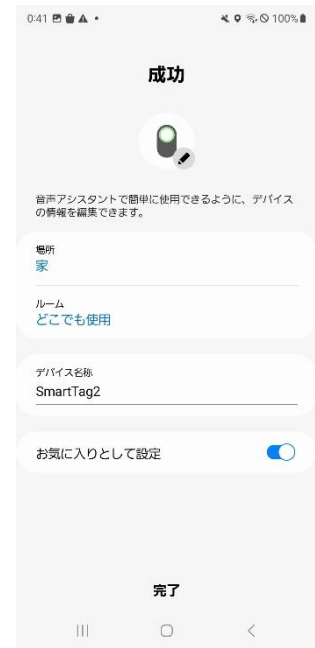 0:41
100%
成功
音声アシスタントで簡単に使用できるように、デバイス
の情報を編集できます。
場所
家
ルーム
どこでも使用
デバイス名称
SmartTag2
お気に入りとして設定
完了